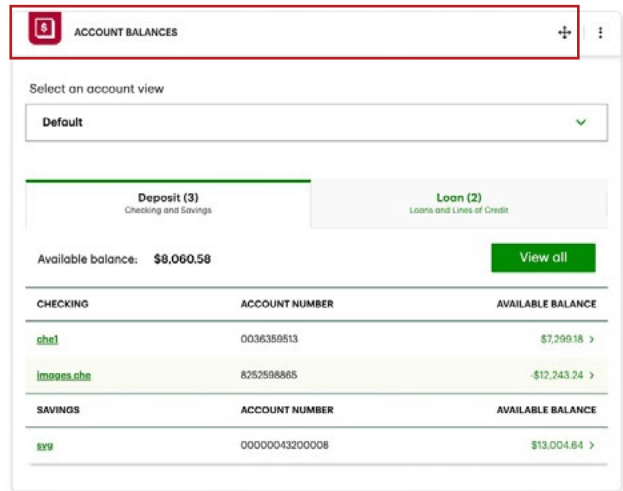 $ ACCOUNT BALANCES
Select an account view
Default
Deposit (3) Loan (2)
Checking and Savings Loans and Lines of Credit
Available balance: $8,060.58 View all
CHECKING ACCOUNT NUMBER AVAILABLE BALANCE
che1 0036359513 $7,299.18 >
images che 8252598865 -$12,243.24 >
SAVINGS ACCOUNT NUMBER AVAILABLE BALANCE
svg 00000043200008 $13,004.64 >